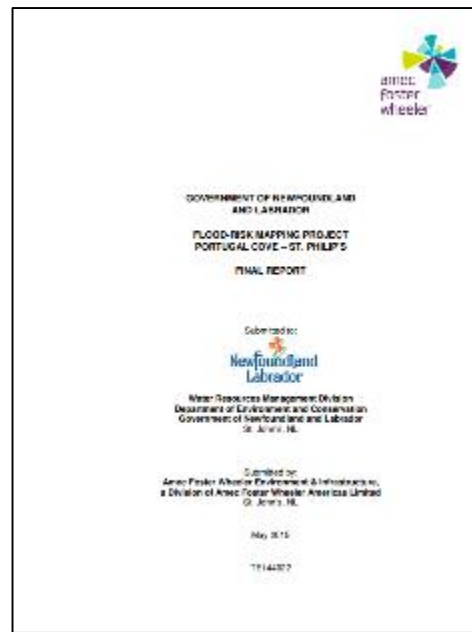 amec
foster
wheeler
GOVERNMENT OF NEWFOUNDLAND
AND LABRADOR
FLOOD-RISK MAPPING PROJECT
PORTUGAL COVE – ST. PHILIP'S
FINAL REPORT
Submitted to:
Newfoundland
Labrador
Water Resources Management Division
Department of Environment and Conservation
Government of Newfoundland and Labrador
St. John's, NL
Submitted by:
Amec Foster Wheeler Environment & Infrastructure,
a Division of Amec Foster Wheeler Americas Limited
St. John's, NL
May 2015